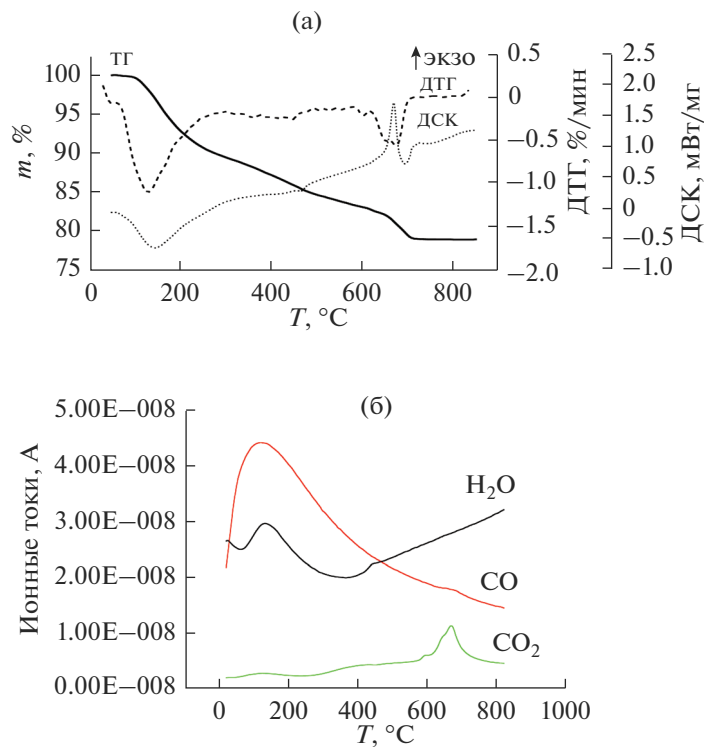 (а)
ТГ
ЭКЗО
ДТГ
ДСК
100
95
90
85
80
75
m, %
0
200
400
600
800
T, °C
0.5
0
−0.5
−1.0
−1.5
−2.0
ДТГ, %/мин
2.5
2.0
1.5
1.0
0.5
0
−0.5
−1.0
ДСК, мВт/мг
(б)
5.00E−008
4.00E−008
3.00E−008
2.00E−008
1.00E−008
0.00E−008
Ионные токи, А
H₂O
CO
CO₂
0
200
400
600
800
1000
T, °C